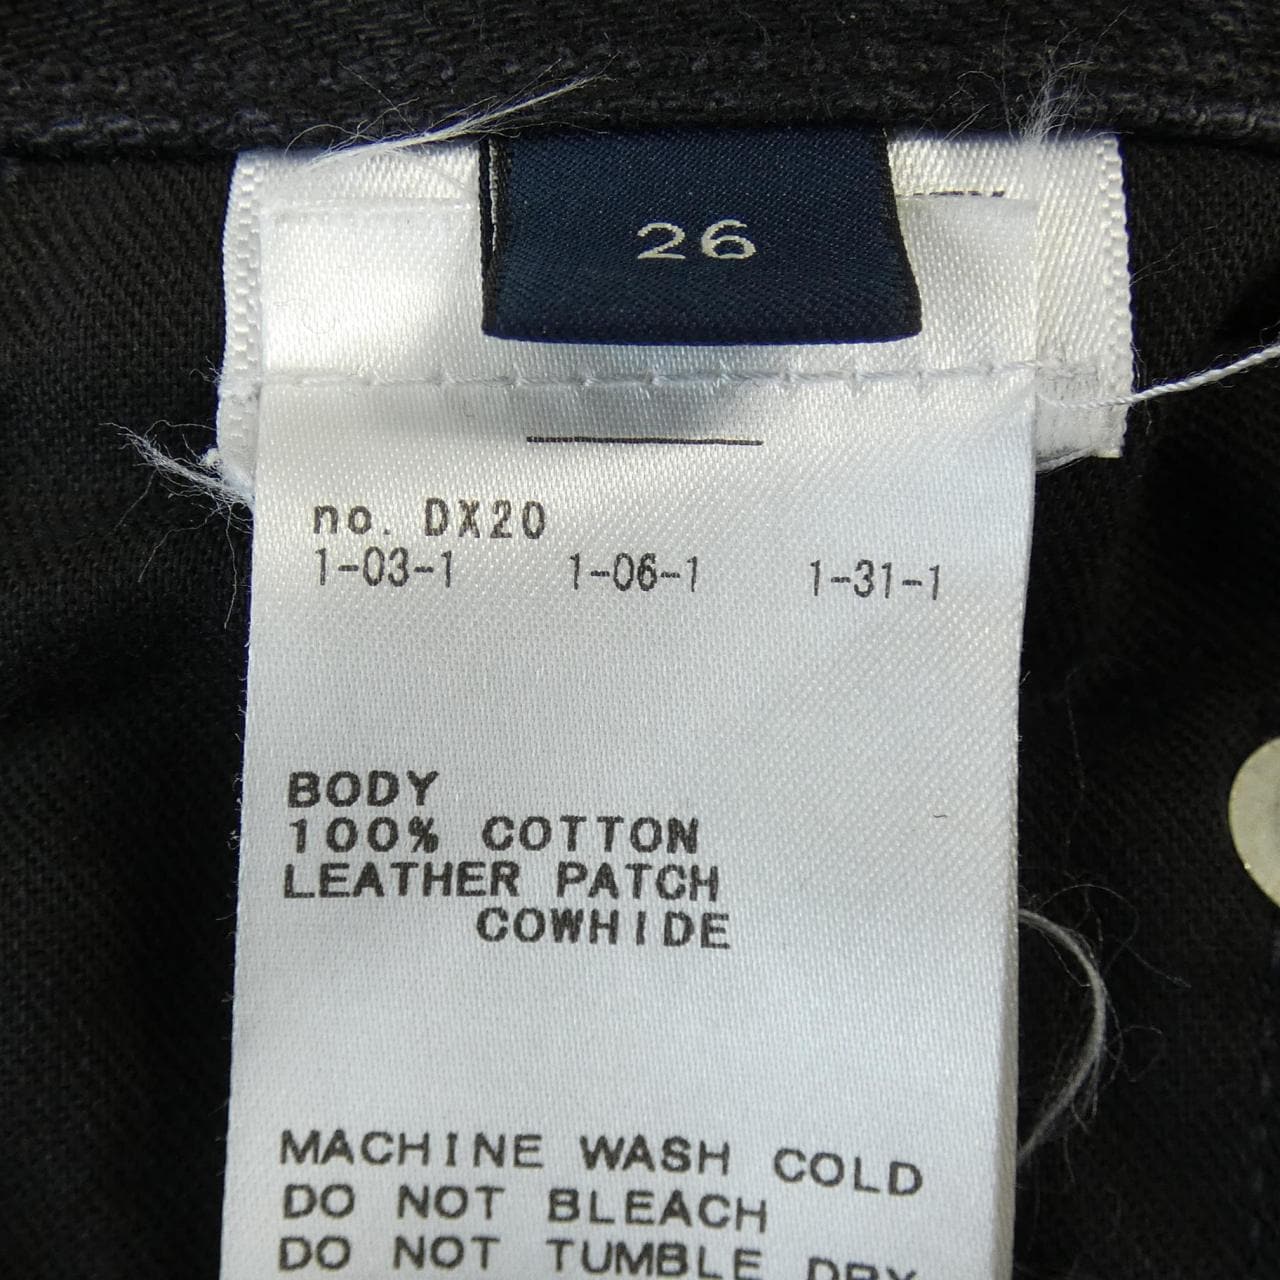 26
no. DX20
1-03-1 1-06-1 1-31-1
BODY
100% COTTON
LEATHER PATCH
COWHIDE
MACHINE WASH COLD
DO NOT BLEACH
DO NOT TUMBLE DRY